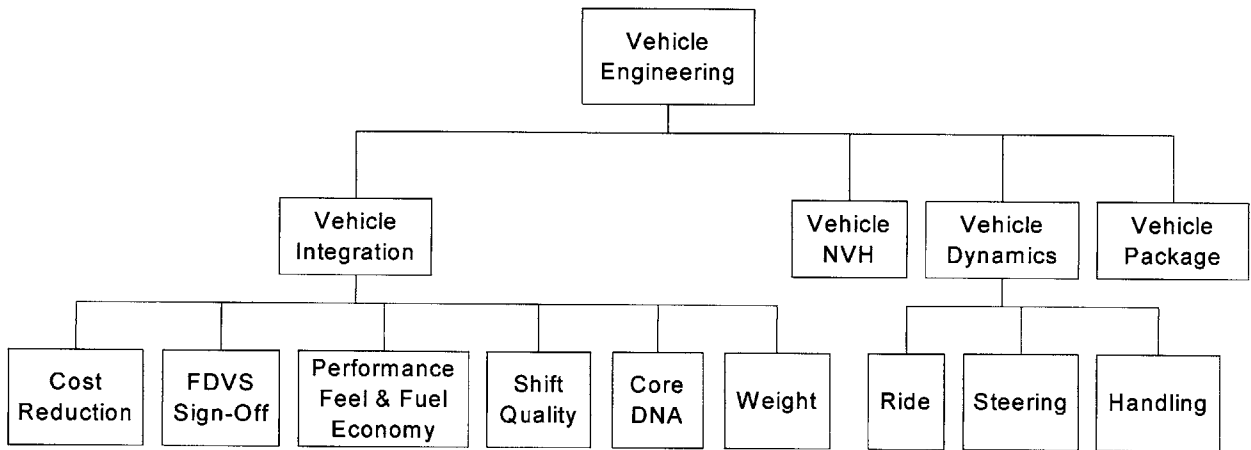 Vehicle
Engineering
Vehicle
Integration
Vehicle
NVH
Vehicle
Dynamics
Vehicle
Package
Cost
Reduction
FDVS
Sign-Off
Performance
Feel & Fuel
Economy
Shift
Quality
Core
DNA
Weight
Ride
Steering
Handling